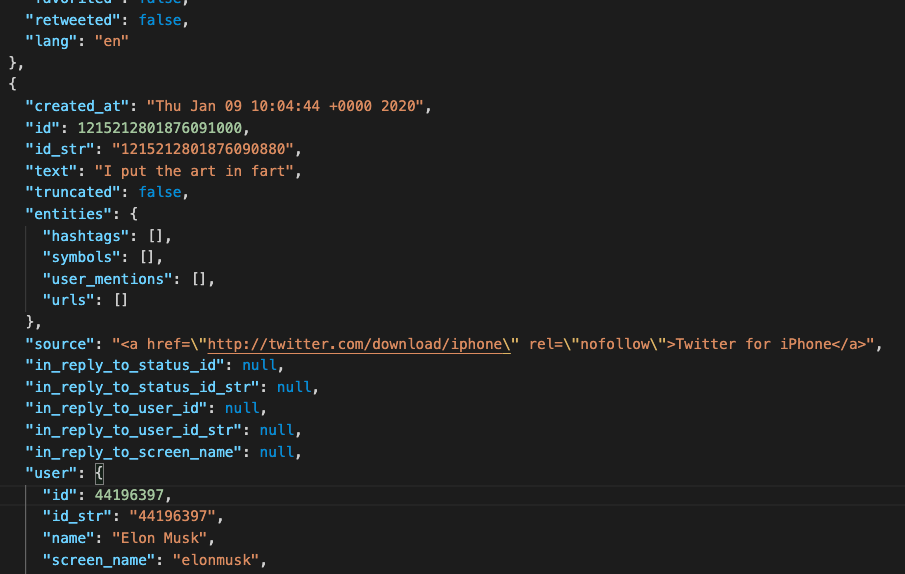 "favorited": false,
"retweeted": false,
"lang": "en"
},
{
"created_at": "Thu Jan 09 10:04:44 +0000 2020",
"id": 1215212801876091000,
"id_str": "1215212801876090880",
"text": "I put the art in fart",
"truncated": false,
"entities": {
"hashtags": [],
"symbols": [],
"user_mentions": [],
"urls": []
},
"source": "<a href=\"http://twitter.com/download/iphone\" rel=\"nofollow\">Twitter for iPhone</a>",
"in_reply_to_status_id": null,
"in_reply_to_status_id_str": null,
"in_reply_to_user_id": null,
"in_reply_to_user_id_str": null,
"in_reply_to_screen_name": null,
"user": {
"id": 44196397,
"id_str": "44196397",
"name": "Elon Musk",
"screen_name": "elonmusk",